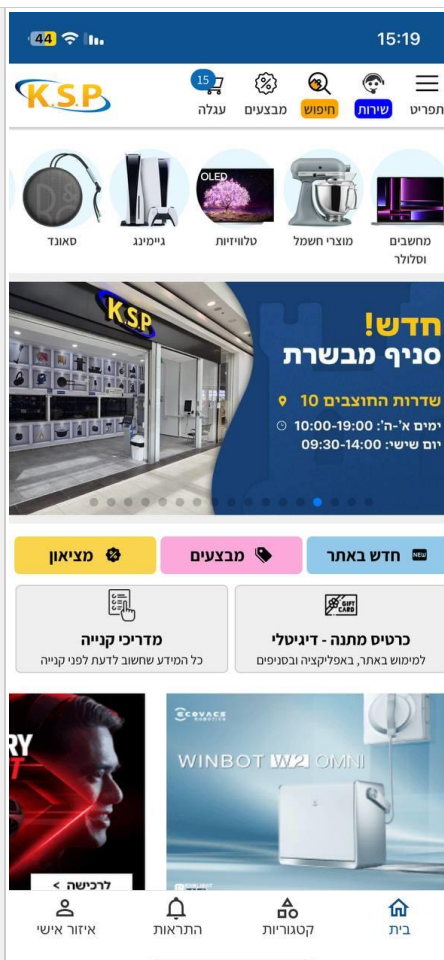 15:19
44
תפריט
שירות
חיפוש
מבצעים
עגלה
15
K.S.P
מחשבים
וסלולר
מוצרי חשמל
טלוויזיות
גיימינג
סאונד
OLED
חדש!
סניף מבשרת
שדרות החוצבים 10
ימים א'-ה': 10:00-19:00
יום שישי: 09:30-14:00
K.S.P
NEW חדש באתר
מבצעים
מציאון
GIFT
CARD
כרטיס מתנה - דיגיטלי
למימוש באתר, באפליקציה ובסניפים
מדריכי קנייה
כל המידע שחשוב לדעת לפני קנייה
ECOVACS
ROBOTICS
WINBOT W2 OMNI
RY
לרכישה >
בית
קטגוריות
התראות
איזור אישי